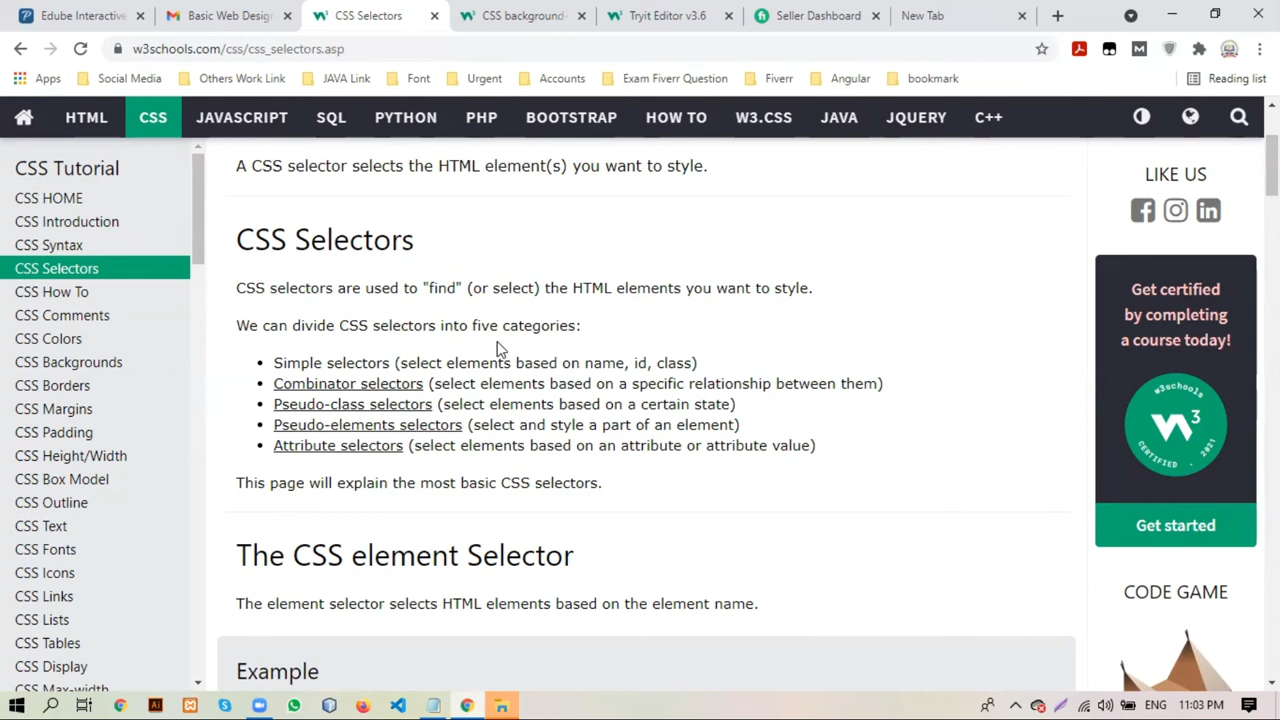 Edube Interactive
Basic Web Desig
CSS Selectors
CSS background-
Tryit Editor v3.6
Seller Dashboard
New Tab
w3schools.com/css/css_selectors.asp
Apps
Social Media
Others Work Link
JAVA Link
Font
Urgent
Accounts
Exam Fiverr Question
Fiverr
Angular
bookmark
Reading list
HTML
CSS
JAVASCRIPT
SQL
PYTHON
PHP
BOOTSTRAP
HOW TO
W3.CSS
JAVA
JQUERY
C++
CSS Tutorial
CSS HOME
CSS Introduction
CSS Syntax
CSS Selectors
CSS How To
CSS Comments
CSS Colors
CSS Backgrounds
CSS Borders
CSS Margins
CSS Padding
CSS Height/Width
CSS Box Model
CSS Outline
CSS Text
CSS Fonts
CSS Icons
CSS Links
CSS Lists
CSS Tables
CSS Display
CSS Max-width
A CSS selector selects the HTML element(s) you want to style.
CSS Selectors
CSS selectors are used to "find" (or select) the HTML elements you want to style.
We can divide CSS selectors into five categories:
• Simple selectors (select elements based on name, id, class)
• Combinator selectors (select elements based on a specific relationship between them)
• Pseudo-class selectors (select elements based on a certain state)
• Pseudo-elements selectors (select and style a part of an element)
• Attribute selectors (select elements based on an attribute or attribute value)
This page will explain the most basic CSS selectors.
The CSS element Selector
The element selector selects HTML elements based on the element name.
Example
LIKE US
Get certified
by completing
a course today!
w3schools
W3
CERTIFIED . 2021
Get started
CODE GAME
ENG
11:03 PM